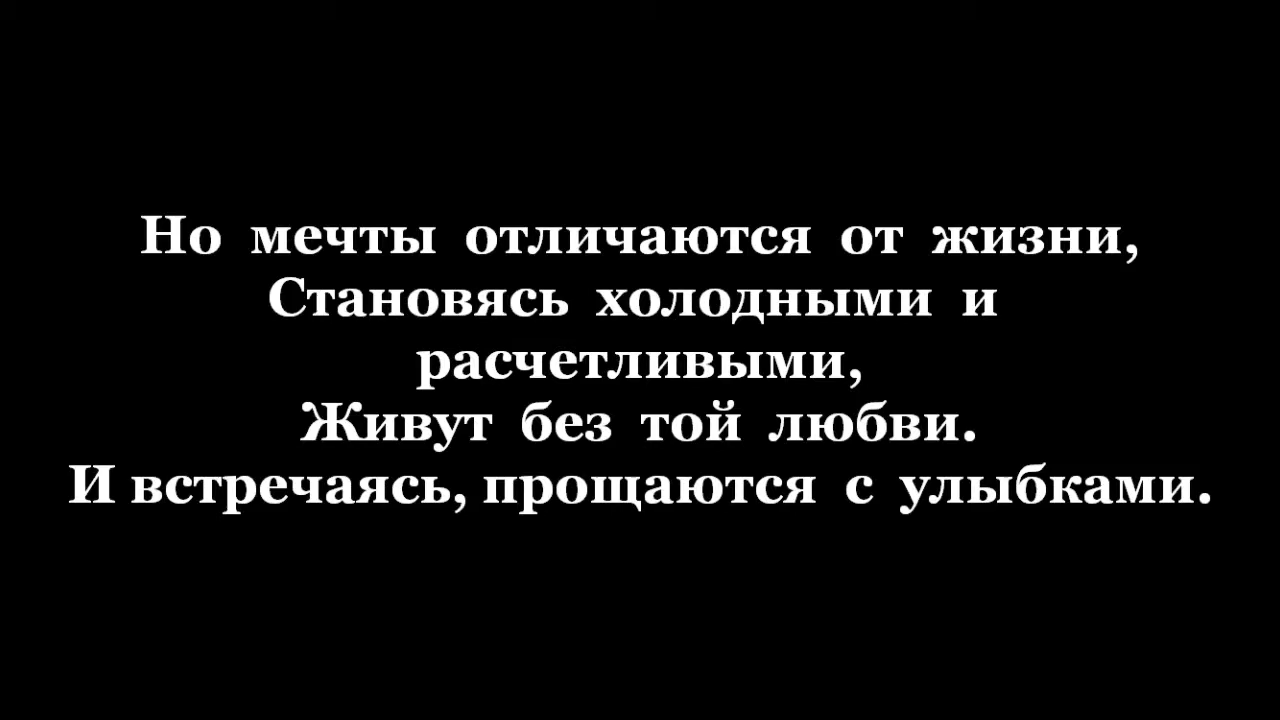 Но мечты отличаются от жизни,
Становясь холодными и
расчетливыми,
Живут без той любви.
И встречаясь, прощаются с улыбками.